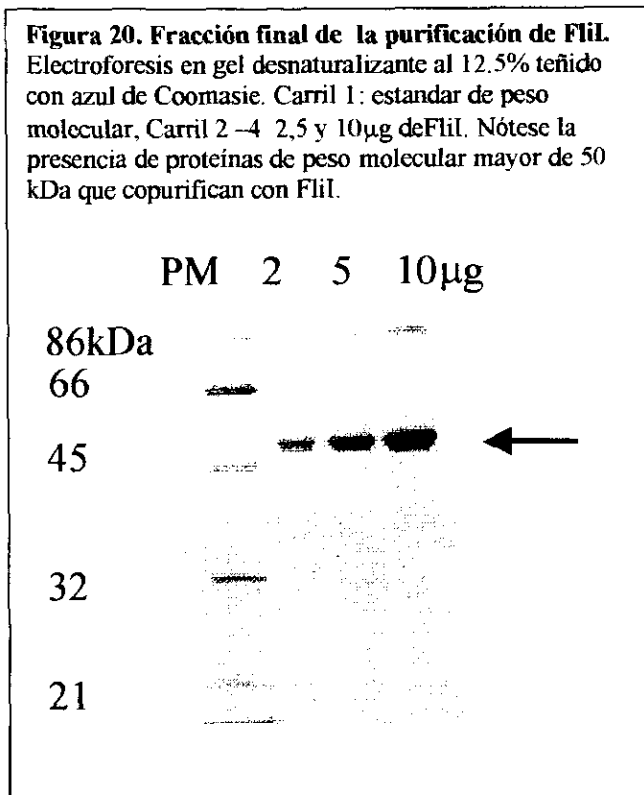 Figura 20. Fracción final de la purificación de FliI.
Electroforesis en gel desnaturalizante al 12.5% teñido
con azul de Coomasie. Carril 1: estandar de peso
molecular, Carril 2 –4 2,5 y 10μg deFliI. Nótese la
presencia de proteínas de peso molecular mayor de 50
kDa que copurifican con FliI.
PM 2 5 10μg
86kDa
66
45
32
21